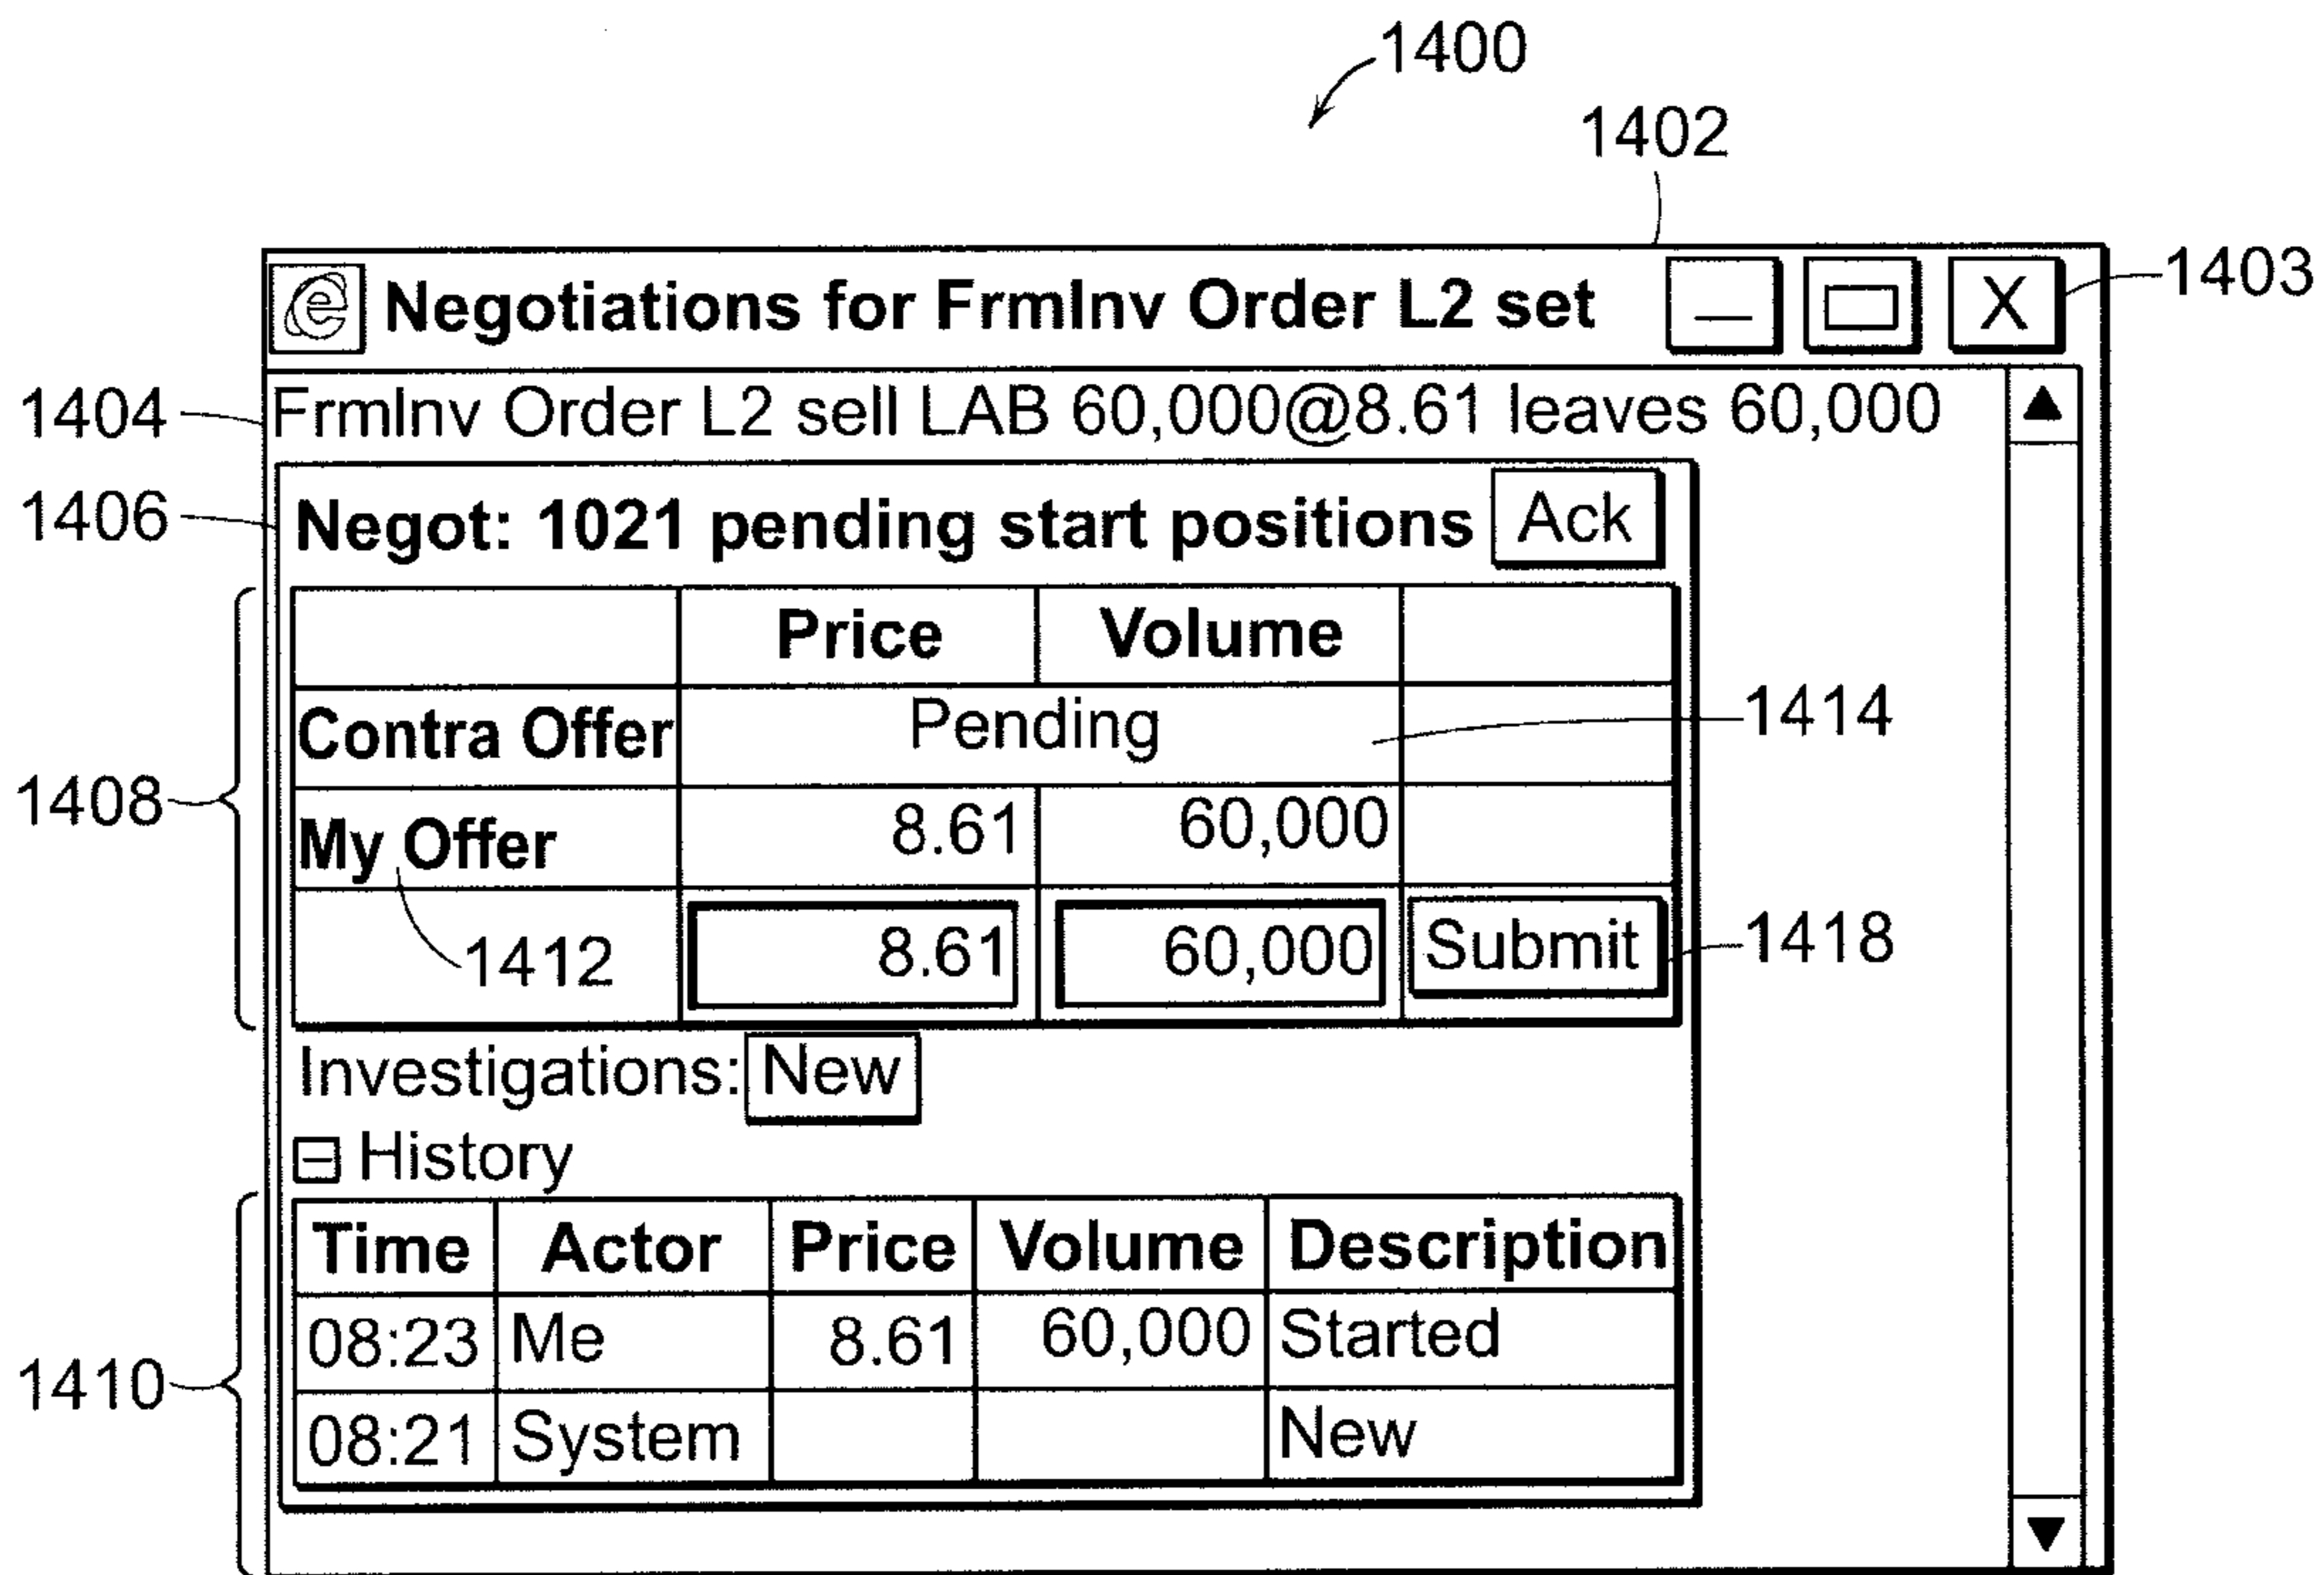 1400
1402
e Negotiations for FrmInv Order L2 set X 1403
1404 FrmInv Order L2 sell LAB 60,000@8.61 leaves 60,000
1406 Negot: 1021 pending start positions Ack
Price Volume
Contra Offer Pending 1414
1408
My Offer 8.61 60,000
1412 8.61 60,000 Submit 1418
Investigations: New
History
Time Actor Price Volume Description
08:23 Me 8.61 60,000 Started
1410
08:21 System New